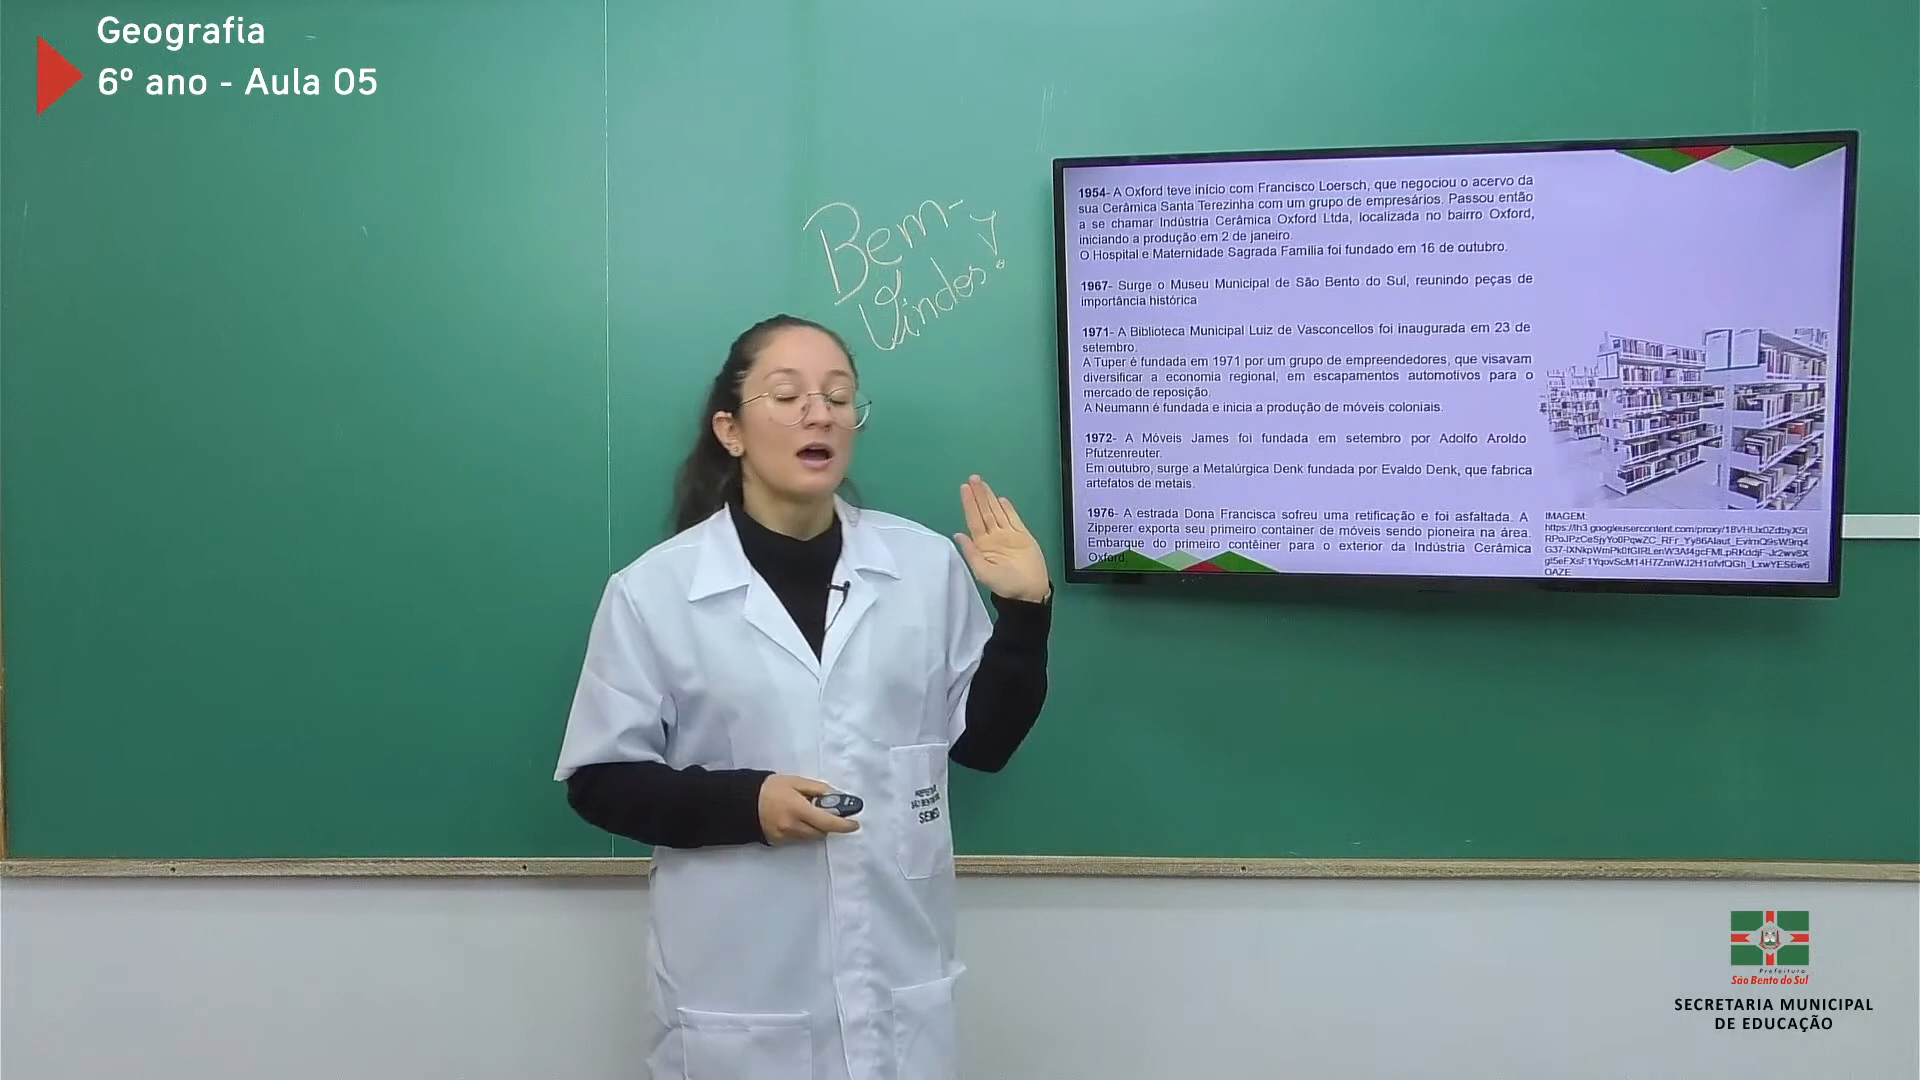 Geografia
6º ano - Aula 05
Bem-
Vindos!
1954- A Oxford teve início com Francisco Loersch, que negociou o acervo da
sua Cerâmica Santa Terezinha com um grupo de empresários. Passou então
a se chamar Indústria Cerâmica Oxford Ltda, localizada no bairro Oxford,
iniciando a produção em 2 de janeiro.
O Hospital e Maternidade Sagrada Família foi fundado em 16 de outubro.
1967- Surge o Museu Municipal de São Bento do Sul, reunindo peças de
importância histórica
1971- A Biblioteca Municipal Luiz de Vasconcellos foi inaugurada em 23 de
setembro.
A Tuper é fundada em 1971 por um grupo de empreendedores, que visavam
diversificar a economia regional, em escapamentos automotivos para o
mercado de reposição.
A Neumann é fundada e inicia a produção de móveis coloniais.
1972- A Móveis James foi fundada em setembro por Adolfo Aroldo
Pfutzenreuter.
Em outubro, surge a Metalúrgica Denk fundada por Evaldo Denk, que fabrica
artefatos de metais.
1976- A estrada Dona Francisca sofreu uma retificação e foi asfaltada. A
Zipperer exporta seu primeiro container de móveis sendo pioneira na área.
Embarque do primeiro contêiner para o exterior da Indústria Cerâmica
Oxford.
IMAGEM:
SEMED
Prefeitura
São Bento do Sul
SECRETARIA MUNICIPAL
DE EDUCAÇÃO